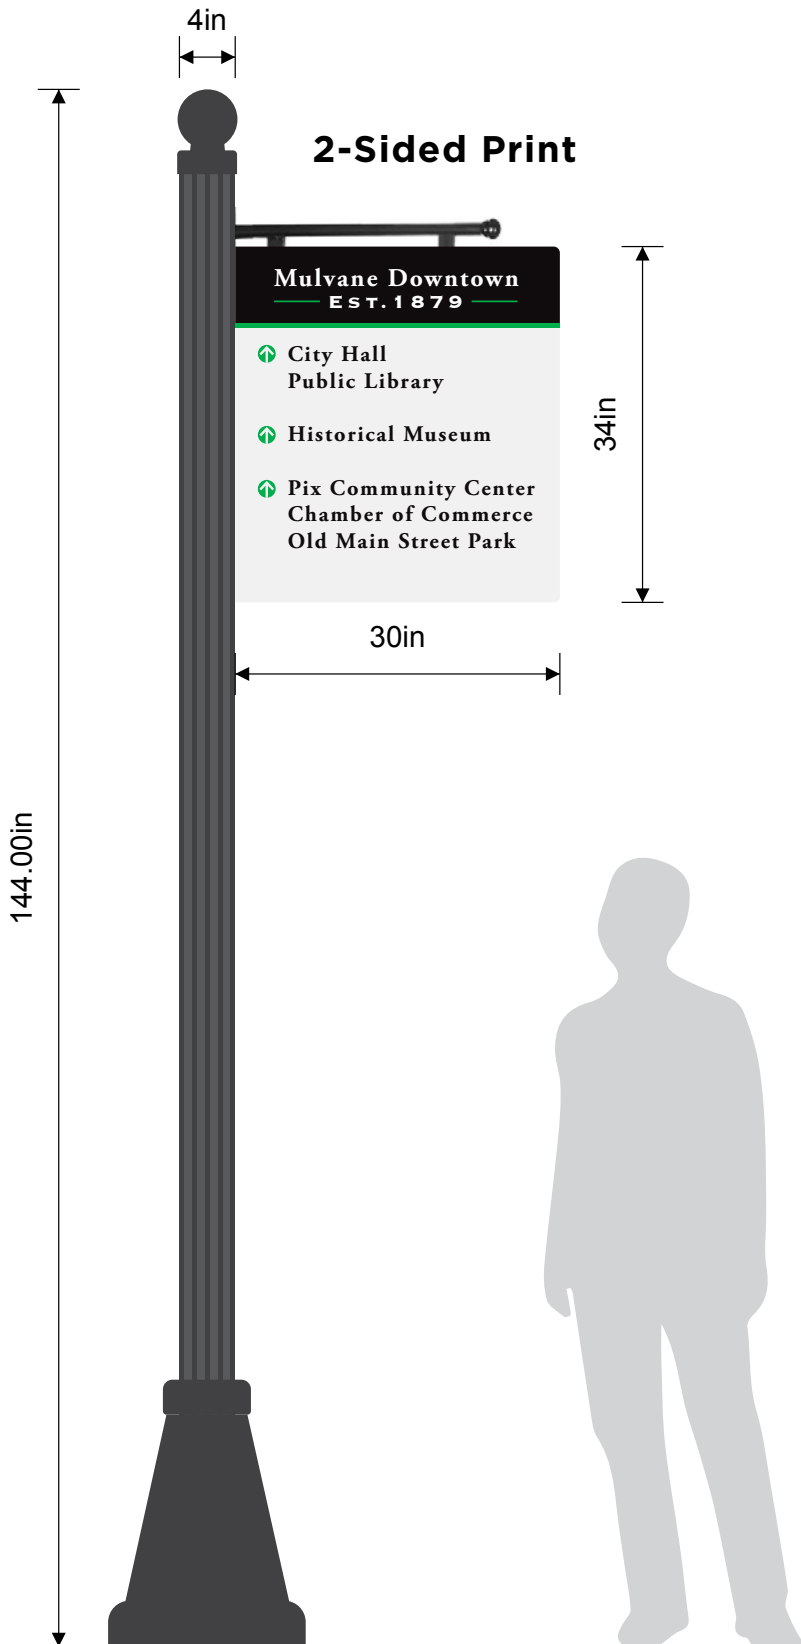 4in
2-Sided Print
Mulvane Downtown
EST. 1879
City Hall
Public Library
Historical Museum
Pix Community Center
Chamber of Commerce
Old Main Street Park
34in
30in
144.00in